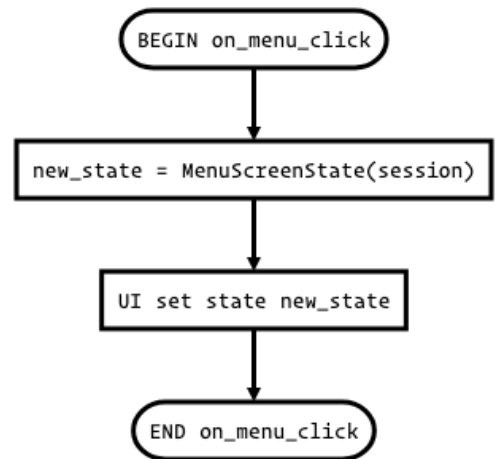 BEGIN on_menu_click
new_state = MenuScreenState(session)
UI set state new_state
END on_menu_click